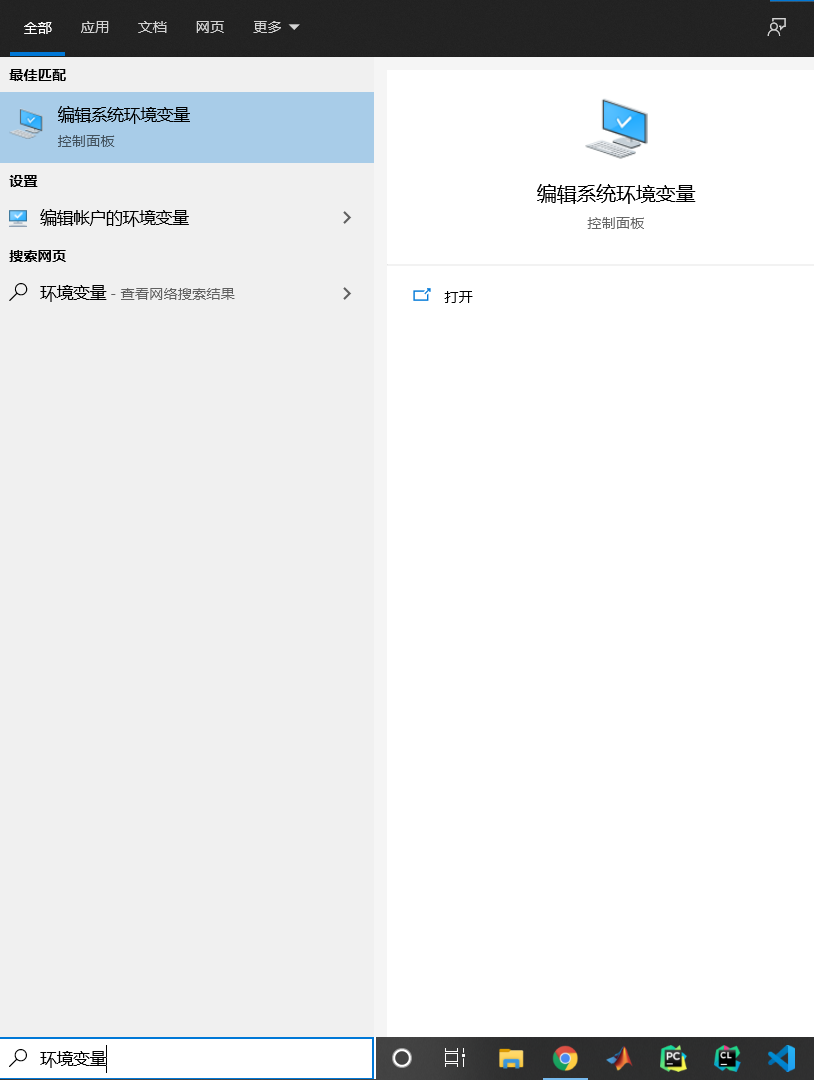 全部 应用 文档 网页 更多
最佳匹配
编辑系统环境变量
控制面板
设置
编辑帐户的环境变量
搜索网页
环境变量 - 查看网络搜索结果
编辑系统环境变量
控制面板
打开
环境变量
PC
CL